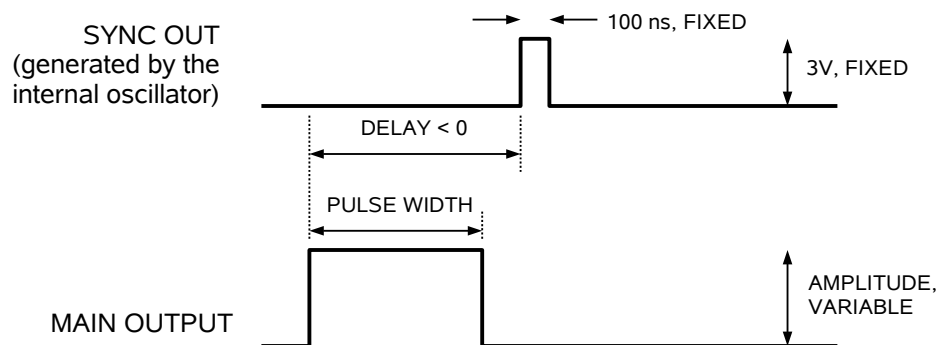 SYNC OUT
(generated by the
internal oscillator)
100 ns, FIXED
3V, FIXED
DELAY < 0
PULSE WIDTH
MAIN OUTPUT
AMPLITUDE,
VARIABLE